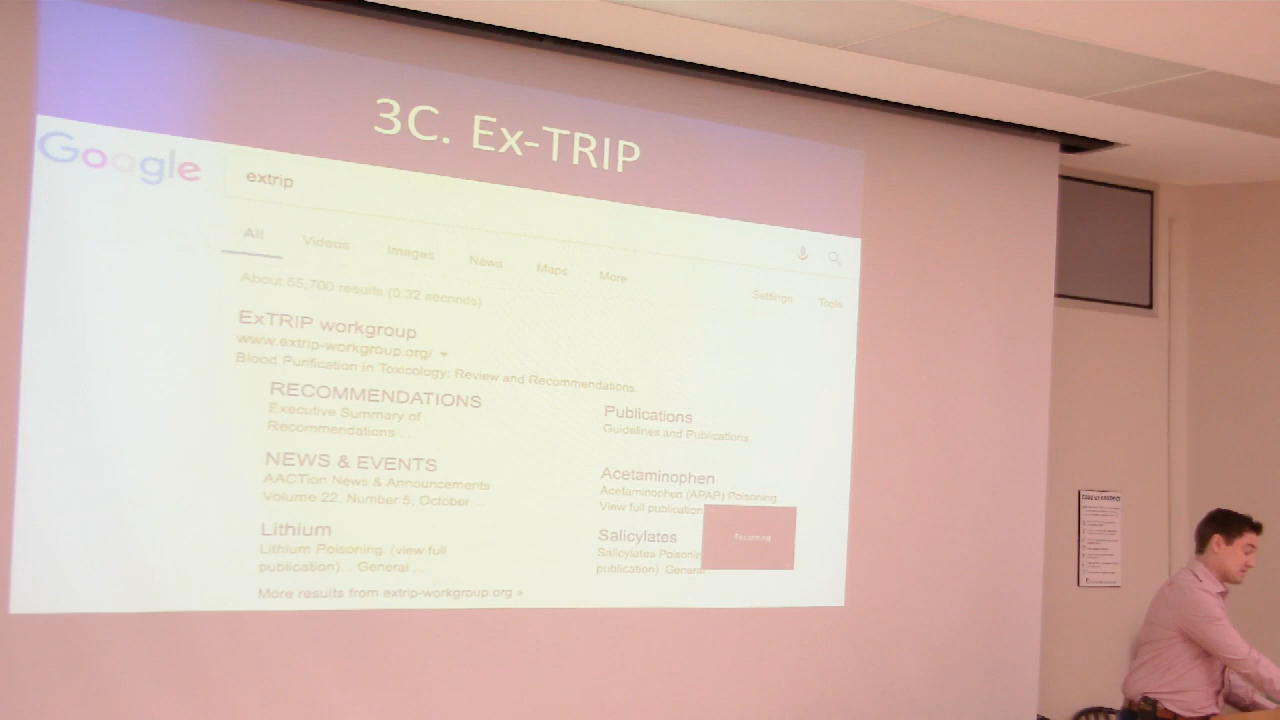 3C. Ex-TRIP
Google
extrip
All Videos Images News Maps More Settings Tools
About 55,700 results (0.32 seconds)
ExTRIP workgroup
www.extrip-workgroup.org/
Blood Purification in Toxicology: Review and Recommendations.
RECOMMENDATIONS
Executive Summary of
Recommendations ...
Publications
Guidelines and Publications
NEWS & EVENTS
AACTion News & Announcements
Volume 22, Number 5, October ...
Acetaminophen
Acetaminophen (APAP) Poisoning
View full publication
Lithium
Lithium Poisoning. (view full
publication). . General ...
Salicylates
Salicylates Poisonin
publication) General
More results from extrip-workgroup.org »